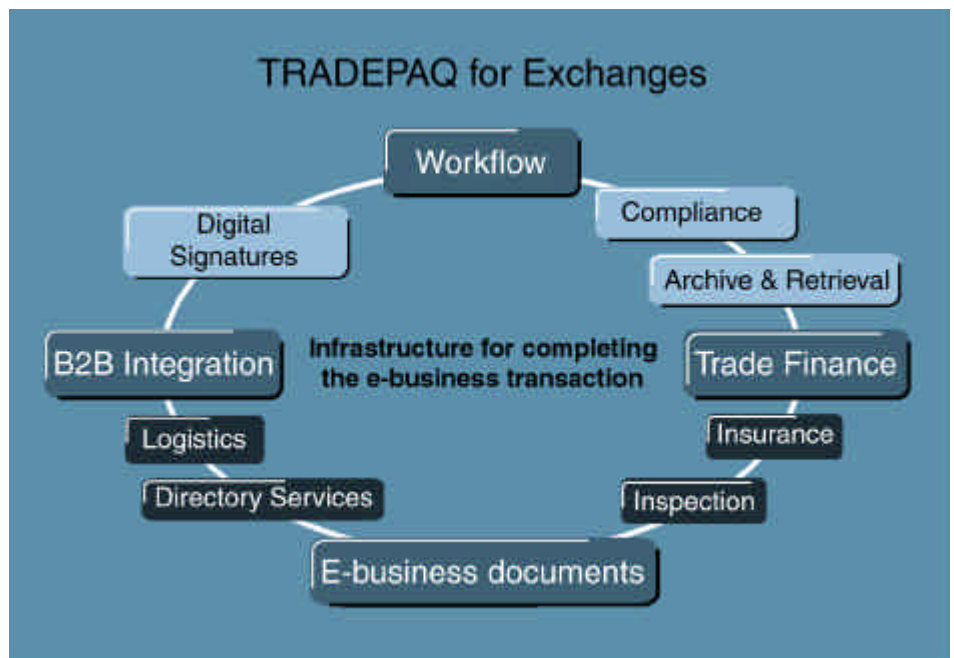 TRADEPAQ for Exchanges
Workflow
Digital
Signatures
Compliance
Archive & Retrieval
B2B Integration
Infrastructure for completing
the e-business transaction
Trade Finance
Logistics
Insurance
Directory Services
Inspection
E-business documents